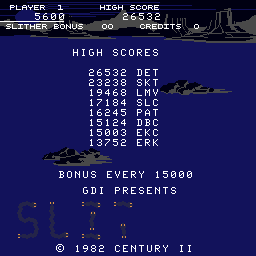 PLAYER 1 HIGH SCORE
5600 26532
SLITHER BONUS 00 CREDITS 0
HIGH SCORES
26532 DET
23238 SKT
19468 LMV
17184 SLC
16245 PAT
15124 DBC
15003 EKC
13752 ERK
BONUS EVERY 15000
GDI PRESENTS
SLIT
© 1982 CENTURY II